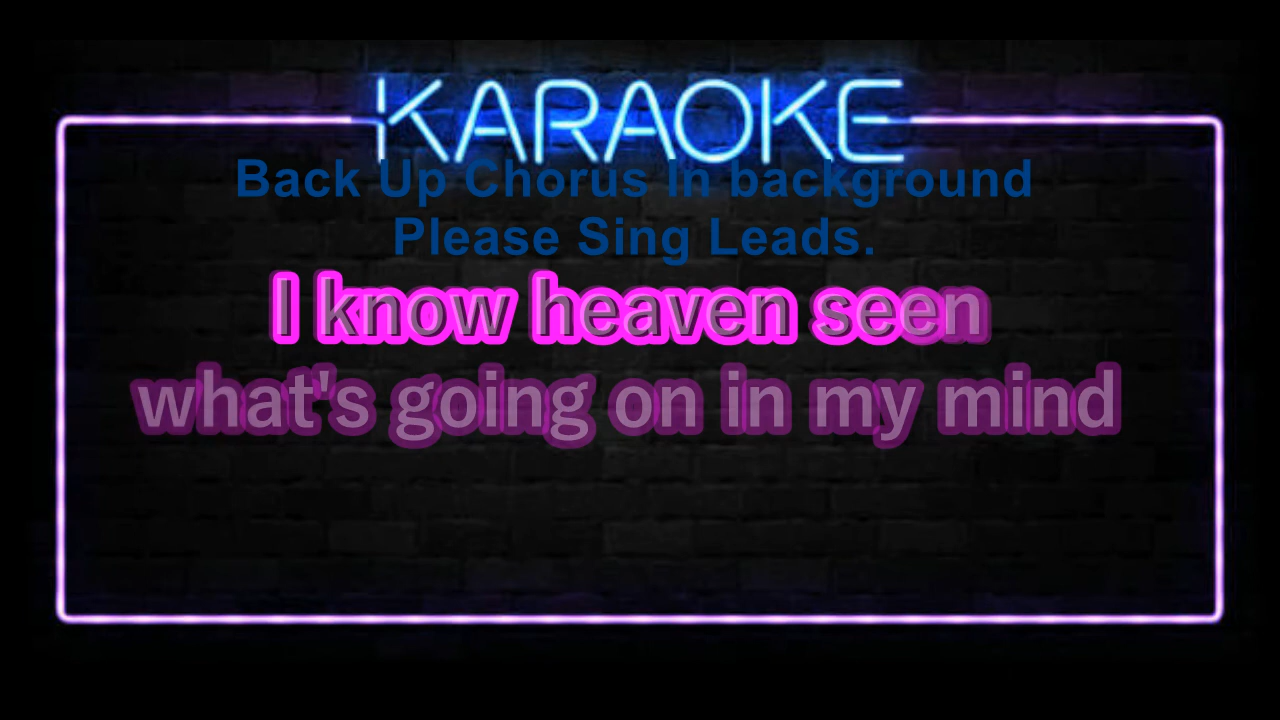 KARAOKE
Back Up Chorus In background
Please Sing Leads.
I know heaven seen
what's going on in my mind